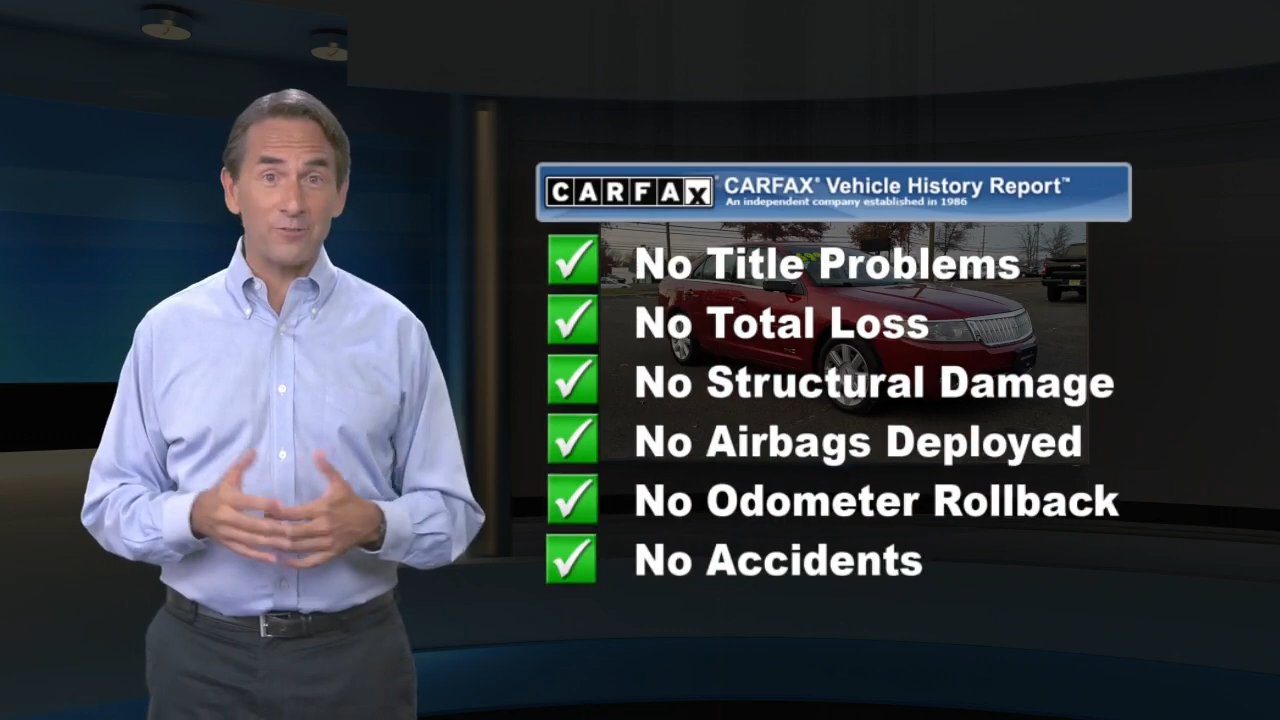 CARFAX CARFAX® Vehicle History Report™
An independent company established in 1986
No Title Problems
No Total Loss
No Structural Damage
No Airbags Deployed
No Odometer Rollback
No Accidents